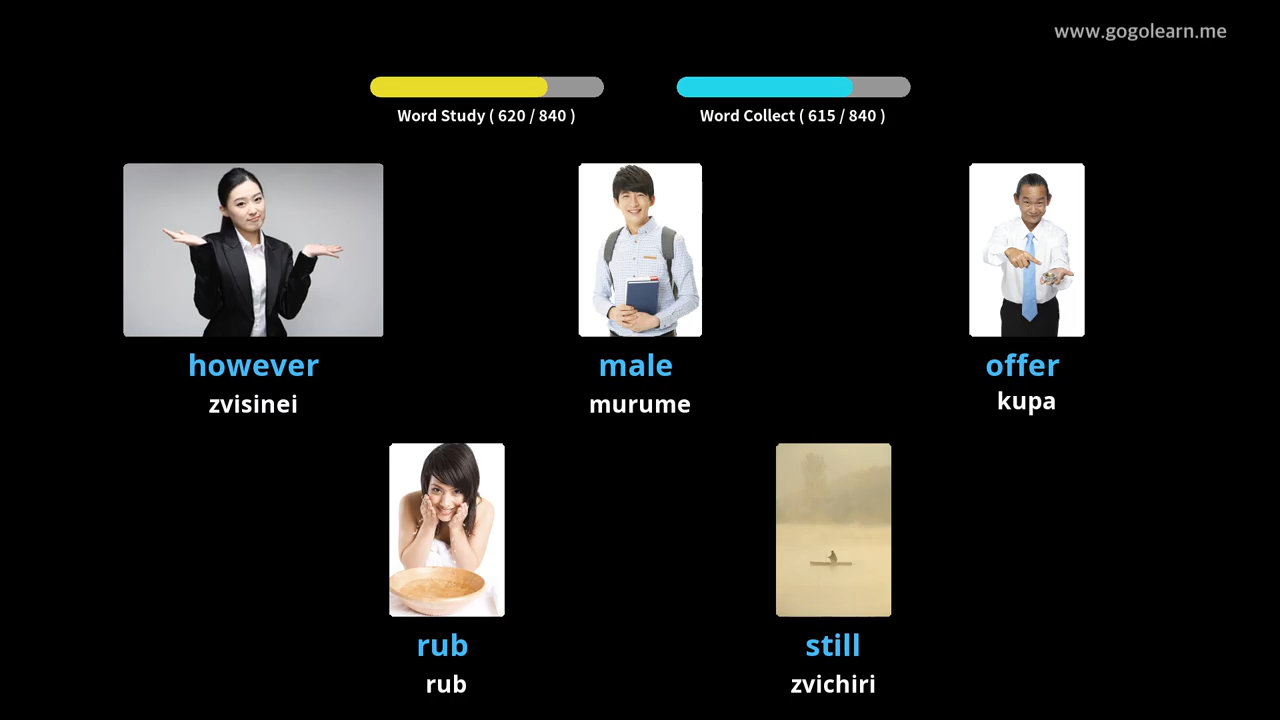 www.gogolearn.me
Word Study ( 620 / 840 )
Word Collect ( 615 / 840 )
however
zvisinei
male
murume
offer
kupa
rub
rub
still
zvichiri